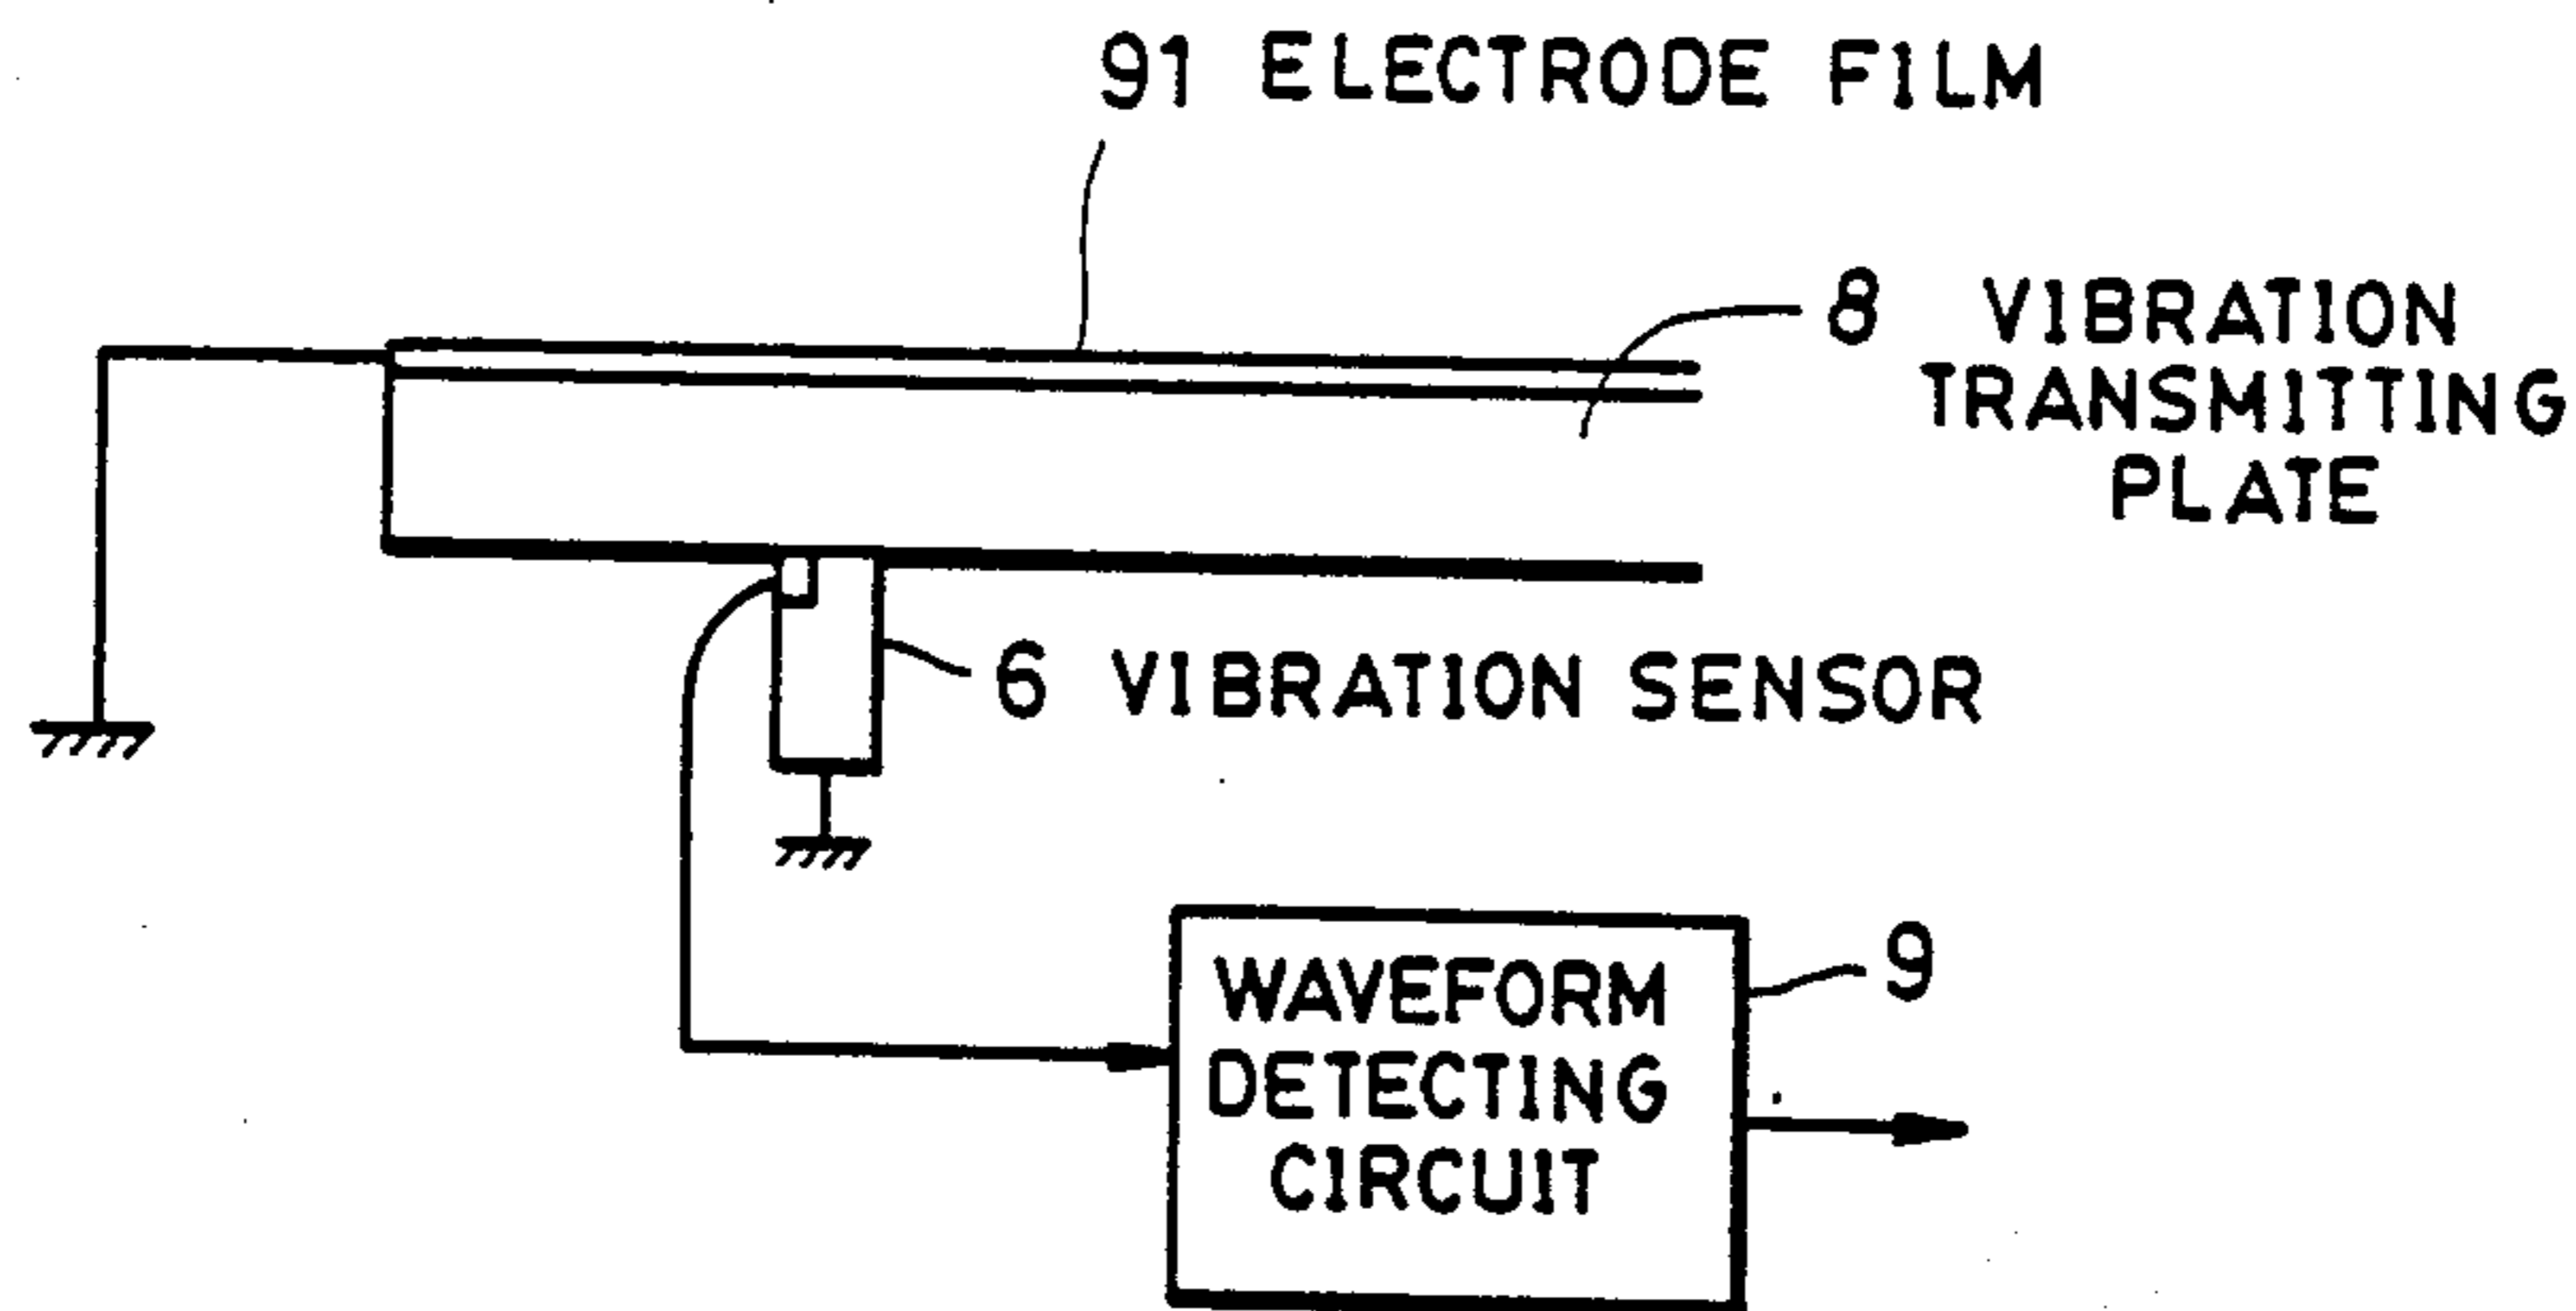 91 ELECTRODE FILM
8 VIBRATION
TRANSMITTING
PLATE
6 VIBRATION SENSOR
9
WAVEFORM
DETECTING
CIRCUIT